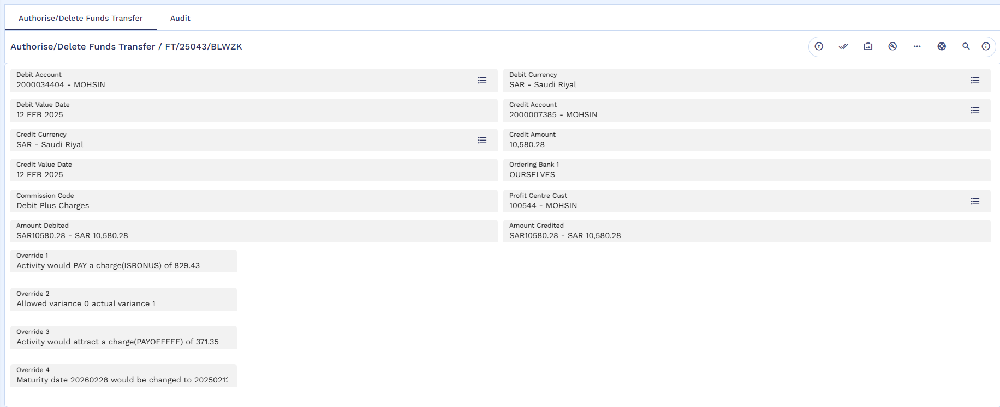 Authorise/Delete Funds Transfer
Audit
Authorise/Delete Funds Transfer / FT/25043/BLWZK
Debit Account
2000034404 - MOHSIN
Debit Currency
SAR - Saudi Riyal
Debit Value Date
12 FEB 2025
Credit Account
2000007385 - MOHSIN
Credit Currency
SAR - Saudi Riyal
Credit Amount
10,580.28
Credit Value Date
12 FEB 2025
Ordering Bank 1
OURSELVES
Commission Code
Debit Plus Charges
Profit Centre Cust
100544 - MOHSIN
Amount Debited
SAR10580.28 - SAR 10,580.28
Amount Credited
SAR10580.28 - SAR 10,580.28
Override 1
Activity would PAY a charge(ISBONUS) of 829.43
Override 2
Allowed variance 0 actual variance 1
Override 3
Activity would attract a charge(PAYOFFFEE) of 371.35
Override 4
Maturity date 20260228 would be changed to 20250212